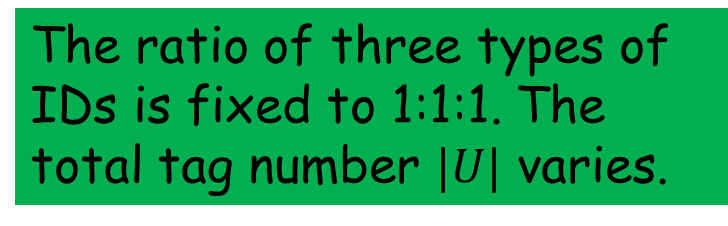 The ratio of three types of
IDs is fixed to 1:1:1. The
total tag number |U| varies.